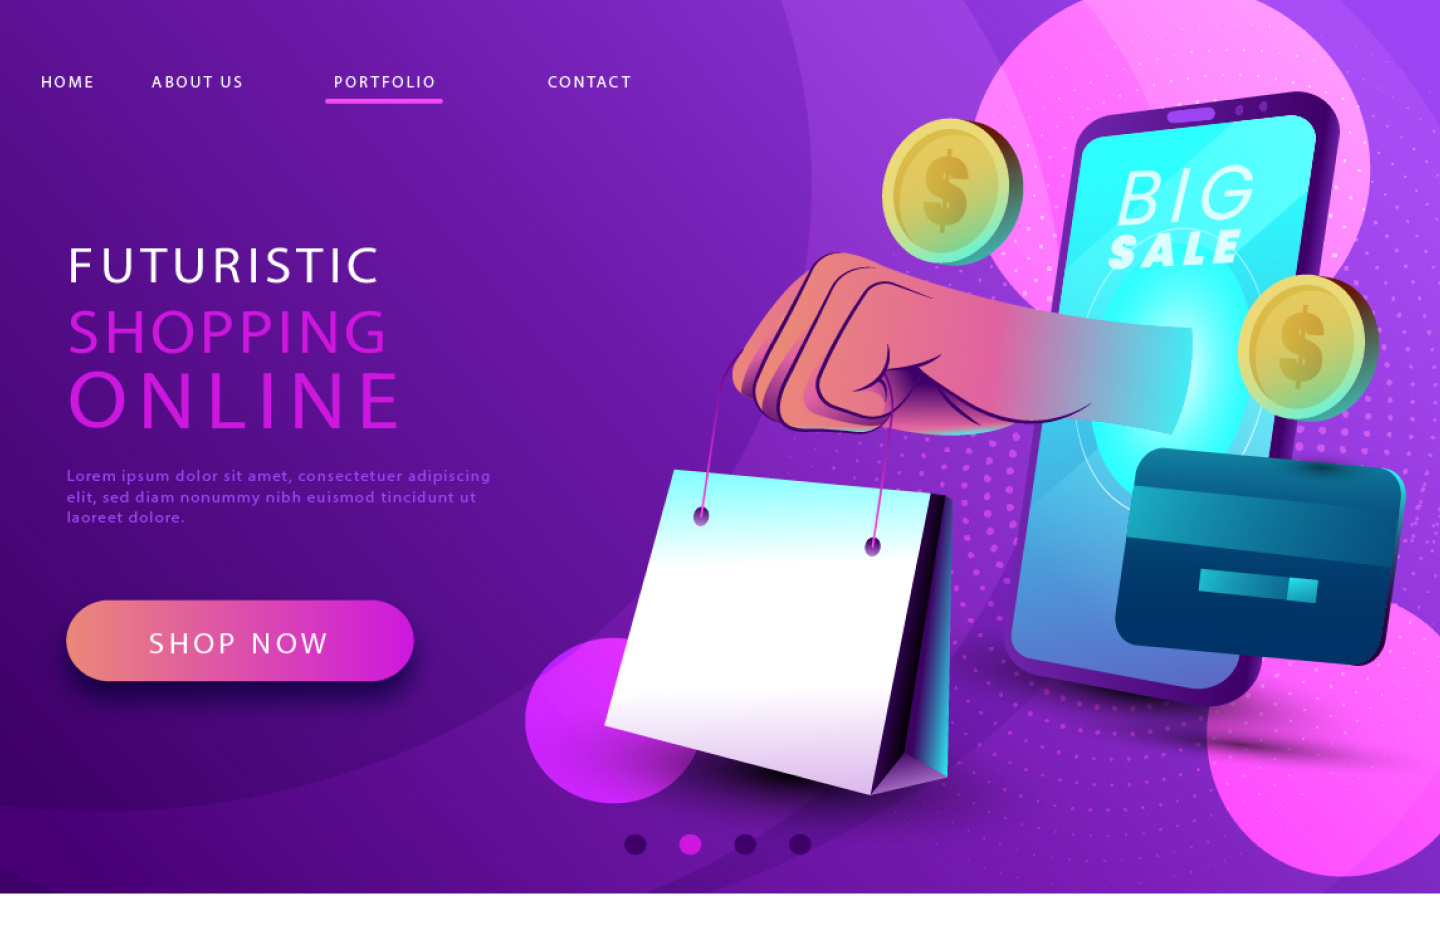 HOME ABOUT US PORTFOLIO CONTACT
FUTURISTIC
SHOPPING
ONLINE
Lorem ipsum dolor sit amet, consectetuer adipiscing
elit, sed diam nonummy nibh euismod tincidunt ut
laoreet dolore.
SHOP NOW
BIG
SALE
$
$